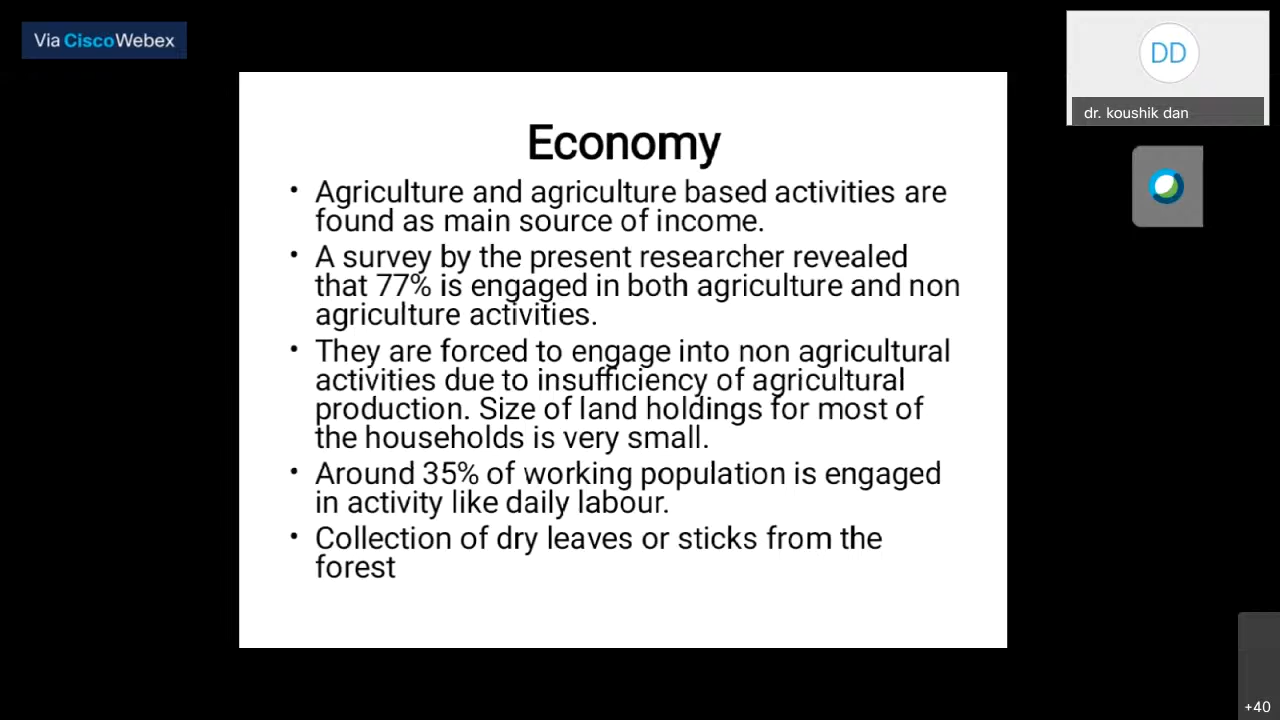 Via CiscoWebex
DD
dr. koushik dan
Economy
• Agriculture and agriculture based activities are
found as main source of income.
• A survey by the present researcher revealed
that 77% is engaged in both agriculture and non
agriculture activities.
• They are forced to engage into non agricultural
activities due to insufficiency of agricultural
production. Size of land holdings for most of
the households is very small.
• Around 35% of working population is engaged
in activity like daily labour.
• Collection of dry leaves or sticks from the
forest
+40